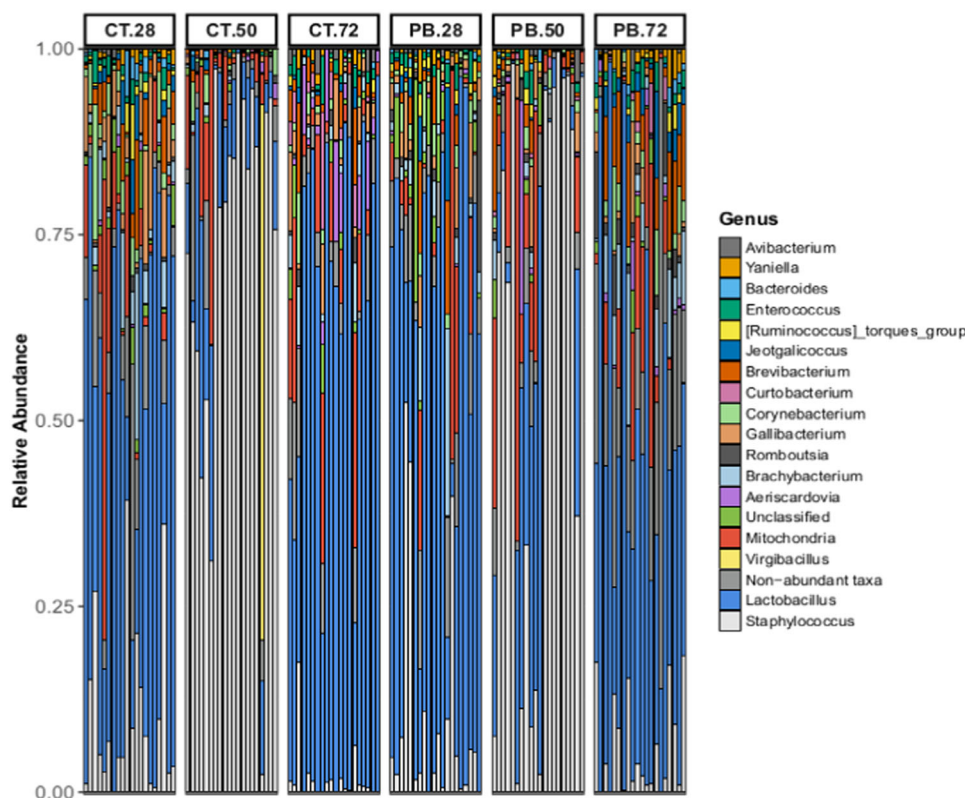 CT.28 CT.50 CT.72 PB.28 PB.50 PB.72
1.00
0.75
0.50
0.25
0.00
Relative Abundance
Genus
Avibacterium
Yaniella
Bacteroides
Enterococcus
[Ruminococcus]_torques_group
Jeotgalicoccus
Brevibacterium
Curtobacterium
Corynebacterium
Gallibacterium
Romboutsia
Brachybacterium
Aeriscardovia
Unclassified
Mitochondria
Virgibacillus
Non−abundant taxa
Lactobacillus
Staphylococcus